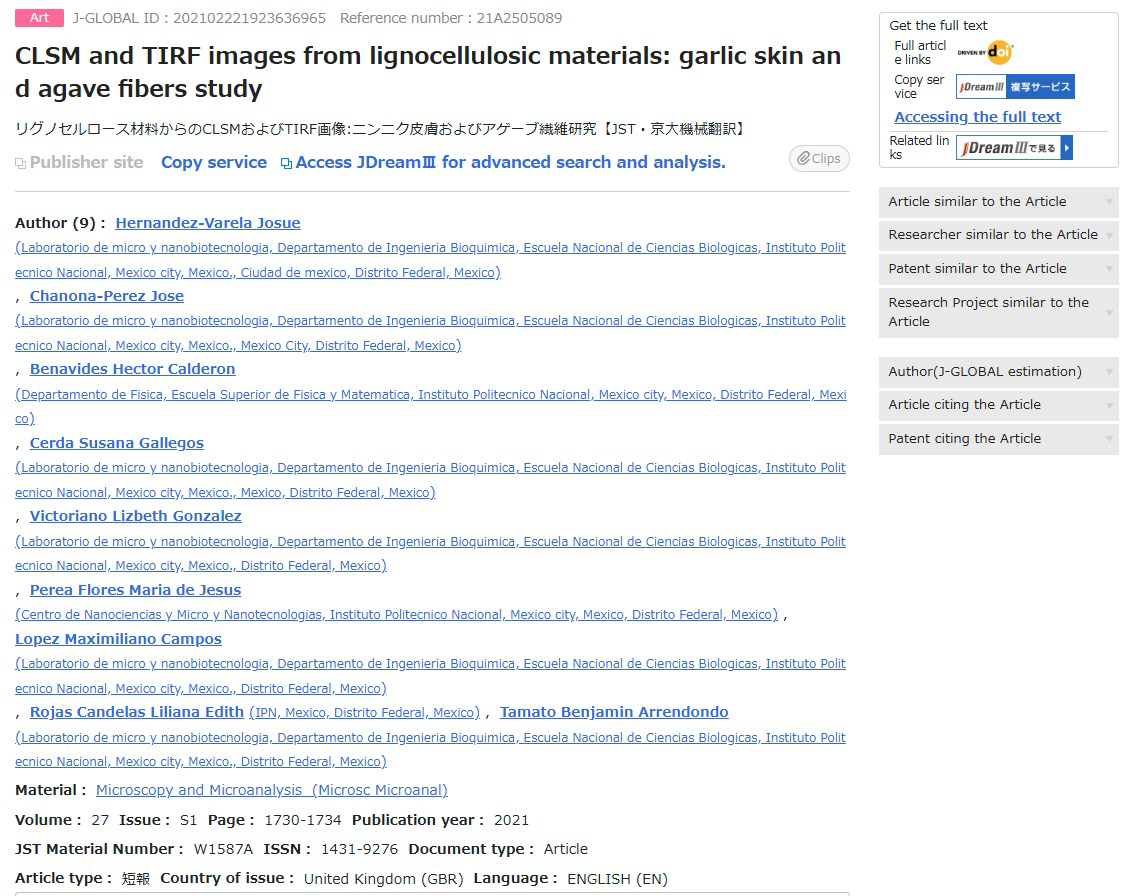 Art J-GLOBAL ID：202102221923636965 Reference number：21A2505089
CLSM and TIRF images from lignocellulosic materials: garlic skin an
d agave fibers study
リグノセルロース材料からのCLSMおよびTIRF画像:ニンニク皮膚およびアゲーブ繊維研究【JST・京大機械翻訳】
Publisher site Copy service Access JDreamⅢ for advanced search and analysis.
Clips
Author (9)： Hernandez-Varela Josue
(Laboratorio de micro y nanobiotecnologia, Departamento de Ingenieria Bioquimica, Escuela Nacional de Ciencias Biologicas, Instituto Polit
ecnico Nacional, Mexico city, Mexico., Ciudad de mexico, Distrito Federal, Mexico)
, Chanona-Perez Jose
(Laboratorio de micro y nanobiotecnologia, Departamento de Ingenieria Bioquimica, Escuela Nacional de Ciencias Biologicas, Instituto Polit
ecnico Nacional, Mexico city, Mexico., Mexico City, Distrito Federal, Mexico)
, Benavides Hector Calderon
(Departamento de Fisica, Escuela Superior de Fisica y Matematica, Instituto Politecnico Nacional, Mexico city, Mexico, Distrito Federal, Mexi
co)
, Cerda Susana Gallegos
(Laboratorio de micro y nanobiotecnologia, Departamento de Ingenieria Bioquimica, Escuela Nacional de Ciencias Biologicas, Instituto Polit
ecnico Nacional, Mexico city, Mexico., Mexico, Distrito Federal, Mexico)
, Victoriano Lizbeth Gonzalez
(Laboratorio de micro y nanobiotecnologia, Departamento de Ingenieria Bioquimica, Escuela Nacional de Ciencias Biologicas, Instituto Polit
ecnico Nacional, Mexico city, Mexico., Distrito Federal, Mexico)
, Perea Flores Maria de Jesus
(Centro de Nanociencias y Micro y Nanotecnologias, Instituto Politecnico Nacional, Mexico city, Mexico, Distrito Federal, Mexico) ,
Lopez Maximiliano Campos
(Laboratorio de micro y nanobiotecnologia, Departamento de Ingenieria Bioquimica, Escuela Nacional de Ciencias Biologicas, Instituto Polit
ecnico Nacional, Mexico city, Mexico., Distrito Federal, Mexico)
, Rojas Candelas Liliana Edith (IPN, Mexico, Distrito Federal, Mexico) , Tamato Benjamin Arrendondo
(Laboratorio de micro y nanobiotecnologia, Departamento de Ingenieria Bioquimica, Escuela Nacional de Ciencias Biologicas, Instituto Polit
ecnico Nacional, Mexico city, Mexico., Distrito Federal, Mexico)
Material： Microscopy and Microanalysis (Microsc Microanal)
Volume： 27 Issue： S1 Page： 1730-1734 Publication year： 2021
JST Material Number： W1587A ISSN： 1431-9276 Document type： Article
Article type： 短報 Country of issue： United Kingdom (GBR) Language： ENGLISH (EN)
Get the full text
Full articl
e links
DRIVEN BY doi
Copy ser
vice
JDreamⅢ 複写サービス
Accessing the full text
Related lin
ks
JDreamⅢで見る
Article similar to the Article
Researcher similar to the Article
Patent similar to the Article
Research Project similar to the
Article
Author(J-GLOBAL estimation)
Article citing the Article
Patent citing the Article